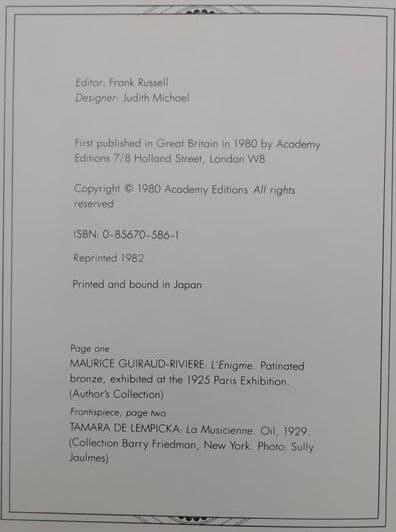 Editor: Frank Russell
Designer: Judith Michael
First published in Great Britain in 1980 by Academy
Editions 7/8 Holland Street, London W8
Copyright © 1980 Academy Editions All rights
reserved
ISBN: 0-85670-586-1
Reprinted 1982
Printed and bound in Japan
Page one
MAURICE GUIRAUD-RIVIERE: L'Enigme. Patinated
bronze, exhibited at the 1925 Paris Exhibition.
(Author's Collection)
Frontispiece, page two
TAMARA DE LEMPICKA: La Musicienne. Oil, 1929.
(Collection Barry Friedman, New York. Photo: Sully
Jaulmes)